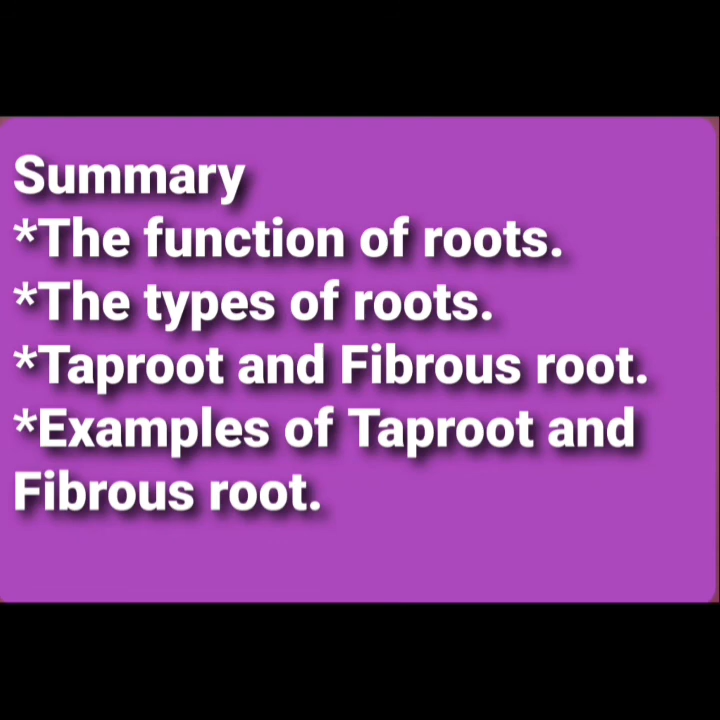 Summary
*The function of roots.
*The types of roots.
*Taproot and Fibrous root.
*Examples of Taproot and
Fibrous root.